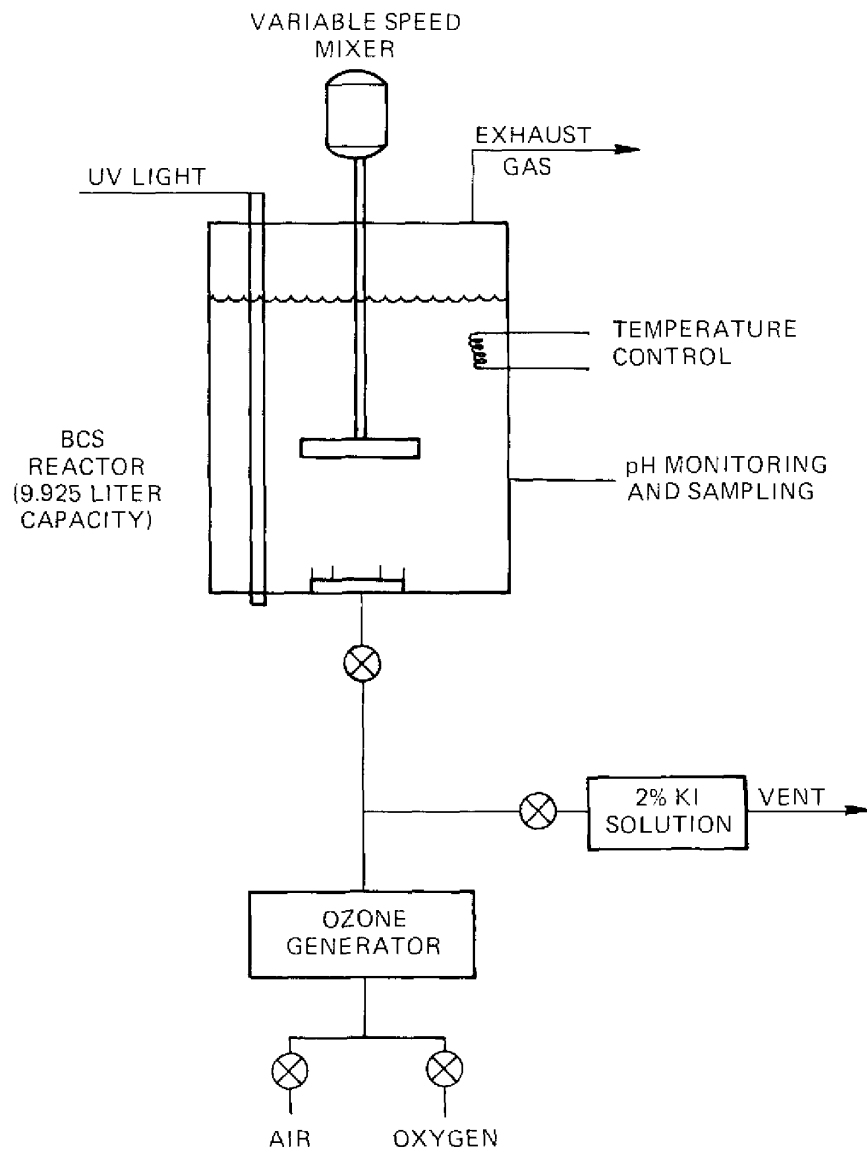 VARIABLE SPEED
MIXER
EXHAUST
GAS
UV LIGHT
TEMPERATURE
CONTROL
BCS
REACTOR
(9.925 LITER
CAPACITY)
pH MONITORING
AND SAMPLING
2% KI
SOLUTION
VENT
OZONE
GENERATOR
AIR
OXYGEN